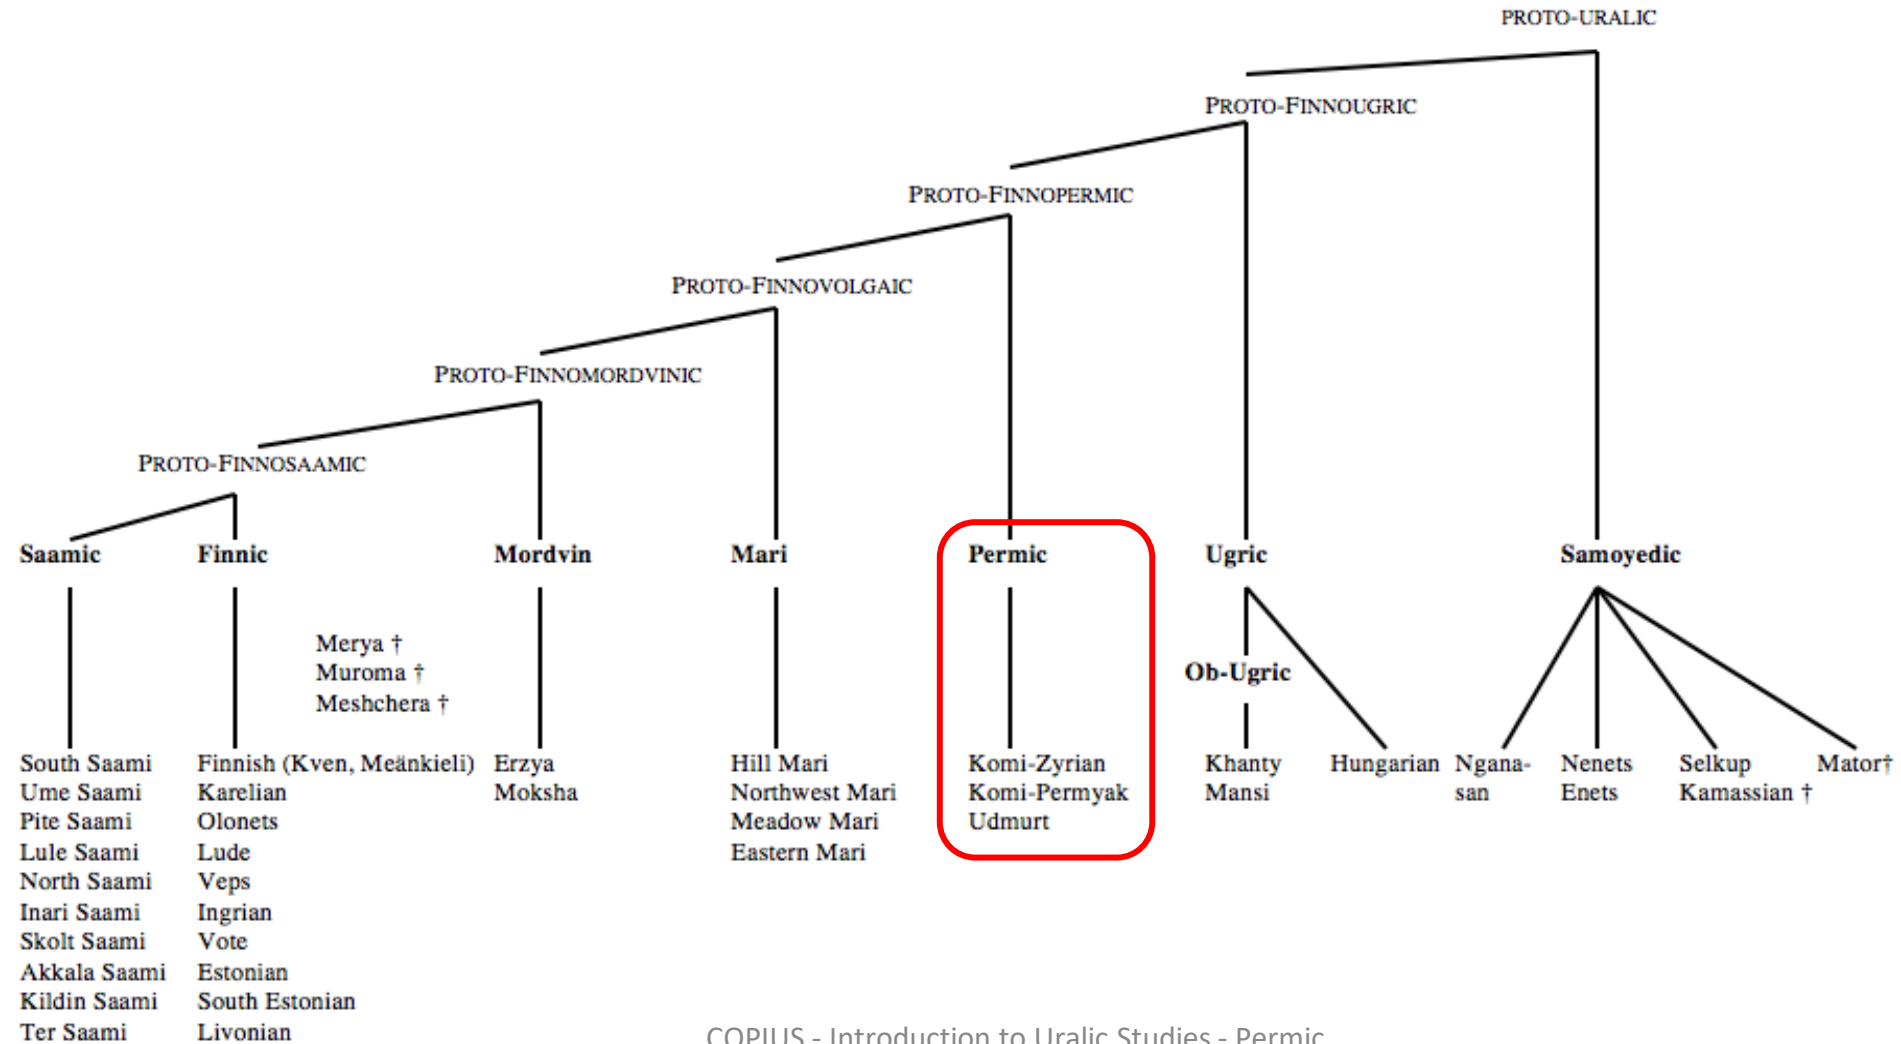 PROTO-URALIC
PROTO-FINNOUGRIC
PROTO-FINNOPERMIC
PROTO-FINNOVOLGAIC
PROTO-FINNOMORDVINIC
PROTO-FINNOSAAMIC
Saamic
Finnic
Mordvin
Mari
Permic
Ugric
Samoyedic
Merya †
Muroma †
Meshchera †
Ob-Ugric
South Saami
Ume Saami
Pite Saami
Lule Saami
North Saami
Inari Saami
Skolt Saami
Akkala Saami
Kildin Saami
Ter Saami
Finnish (Kven, Meänkieli)
Karelian
Olonets
Lude
Veps
Ingrian
Vote
Estonian
South Estonian
Livonian
Erzya
Moksha
Hill Mari
Northwest Mari
Meadow Mari
Eastern Mari
Komi-Zyrian
Komi-Permyak
Udmurt
Khanty
Mansi
Hungarian
Ngana-
san
Nenets
Enets
Selkup
Kamassian †
Mator†
COPIUS - Introduction to Uralic Studies - Permic